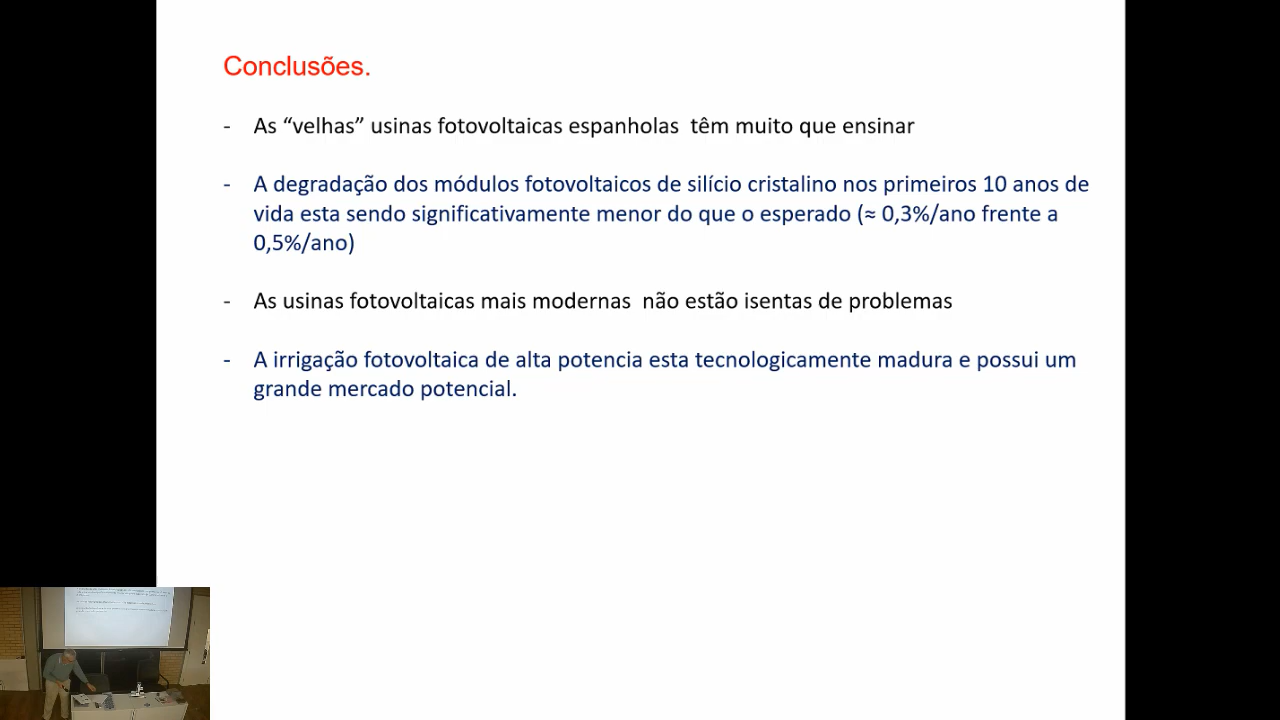 Conclusões.
- As “velhas” usinas fotovoltaicas espanholas têm muito que ensinar
- A degradação dos módulos fotovoltaicos de silício cristalino nos primeiros 10 anos de
vida esta sendo significativamente menor do que o esperado (≈ 0,3%/ano frente a
0,5%/ano)
- As usinas fotovoltaicas mais modernas não estão isentas de problemas
- A irrigação fotovoltaica de alta potencia esta tecnologicamente madura e possui um
grande mercado potencial.